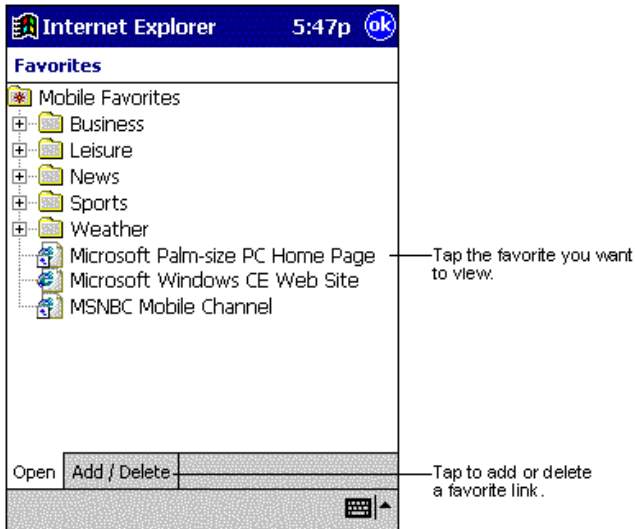 Internet Explorer 5:47p ok
Favorites
Mobile Favorites
Business
Leisure
News
Sports
Weather
Microsoft Palm-size PC Home Page
Tap the favorite you want
to view.
Microsoft Windows CE Web Site
MSNBC Mobile Channel
Open Add / Delete
Tap to add or delete
a favorite link.